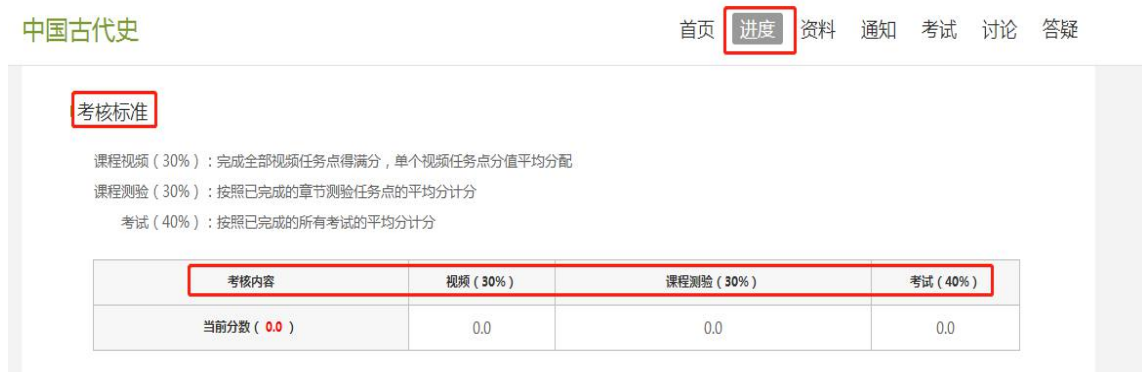 中国古代史 首页 进度 资料 通知 考试 讨论 答疑
考核标准
课程视频（30%）：完成全部视频任务点得满分，单个视频任务点分值平均分配
课程测验（30%）：按照已完成的章节测验任务点的平均分计分
考试（40%）：按照已完成的所有考试的平均分计分
考核内容 视频（30%） 课程测验（30%） 考试（40%）
当前分数（ 0.0 ） 0.0 0.0 0.0